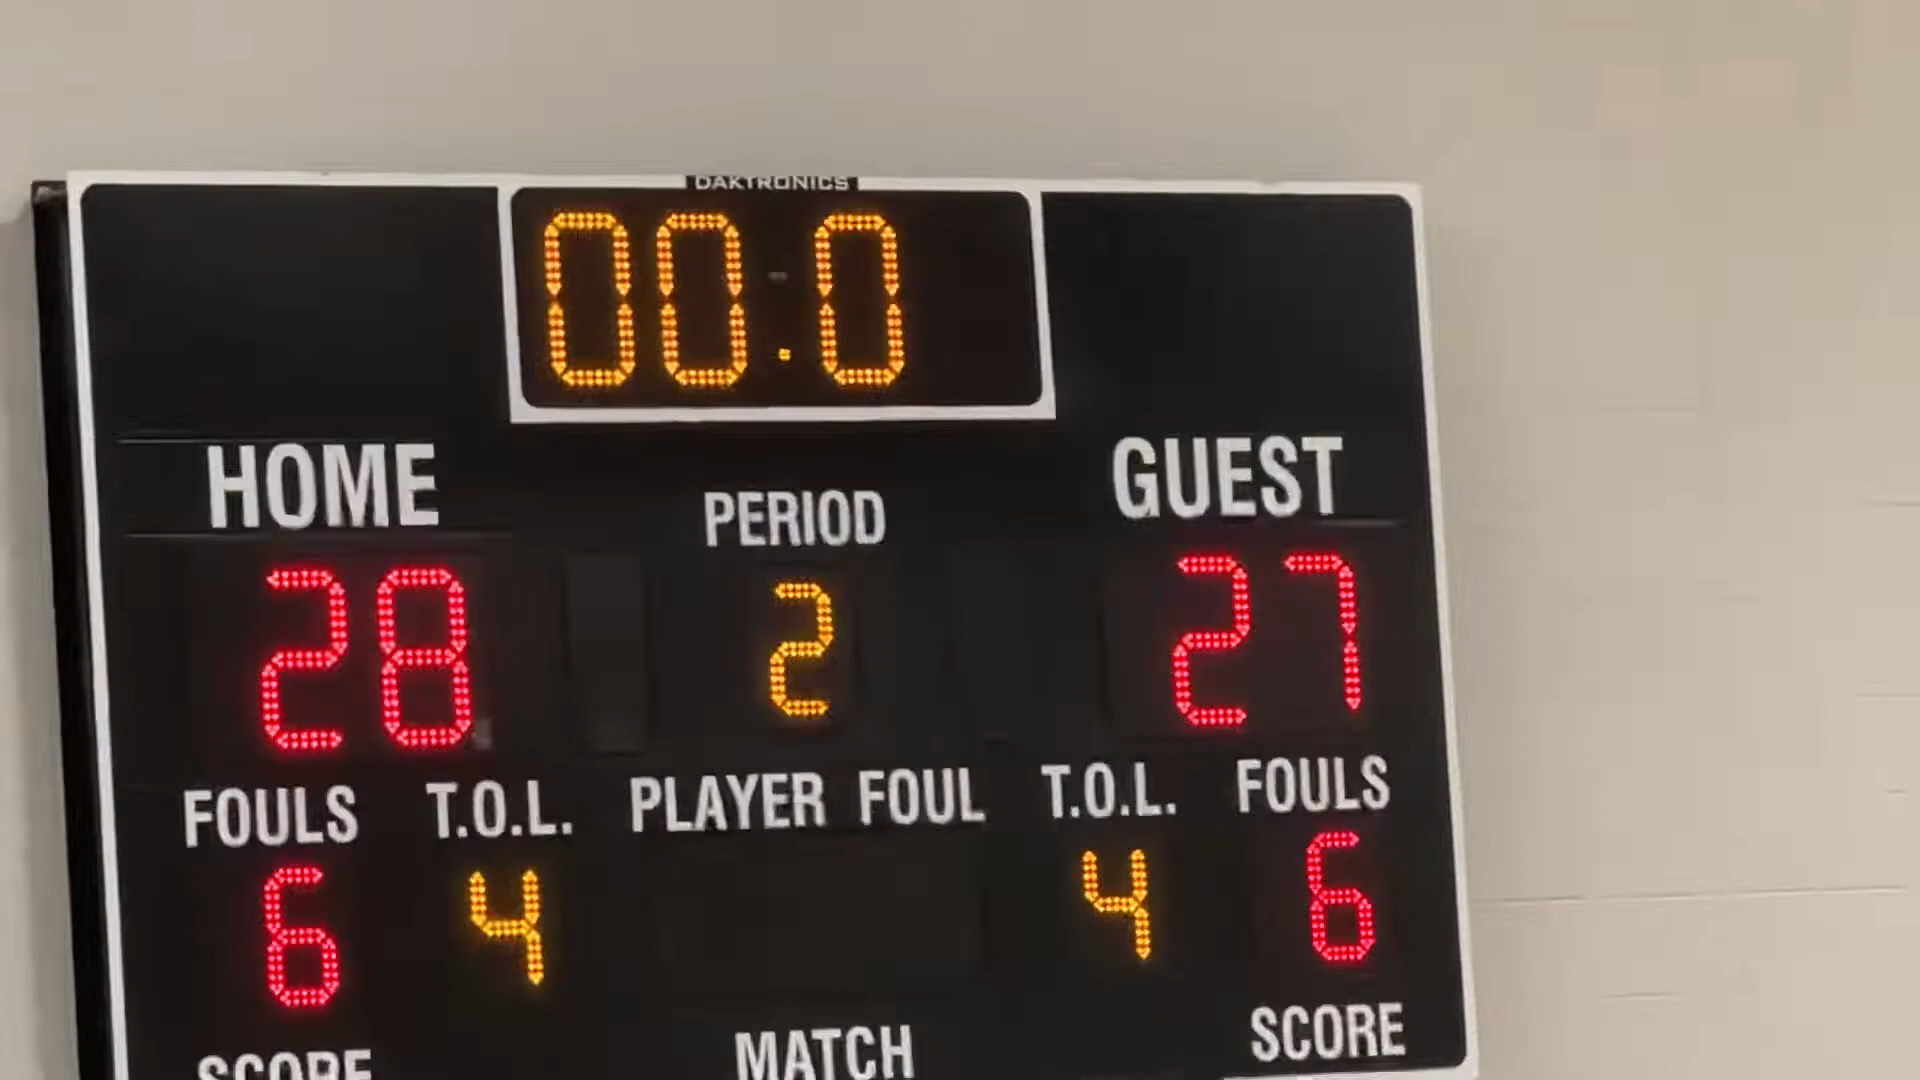 DAKTRONICS
00.0
HOME PERIOD GUEST
28 2 27
FOULS T.O.L. PLAYER FOUL T.O.L. FOULS
6 4 4 6
SCORE MATCH SCORE